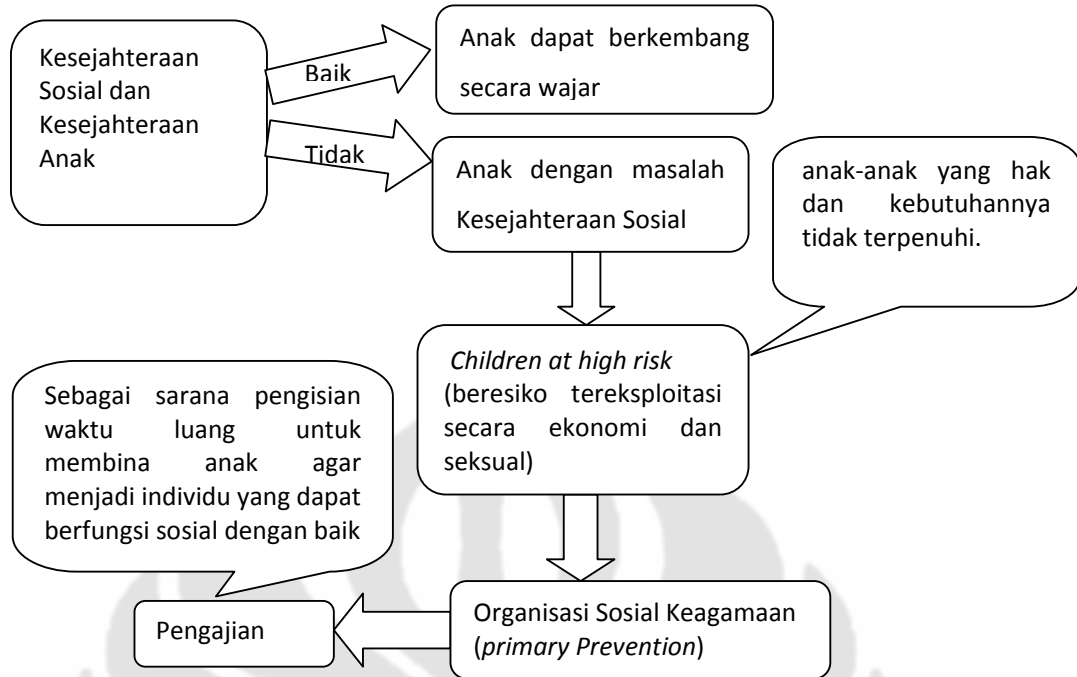 Kesejahteraan
Sosial dan
Kesejahteraan
Anak
Baik
Anak dapat berkembang
secara wajar
Tidak
Anak dengan masalah
Kesejahteraan Sosial
anak-anak yang hak
dan kebutuhannya
tidak terpenuhi.
Children at high risk
(beresiko tereksploitasi
secara ekonomi dan
seksual)
Sebagai sarana pengisian
waktu luang untuk
membina anak agar
menjadi individu yang dapat
berfungsi sosial dengan baik
Organisasi Sosial Keagamaan
(primary Prevention)
Pengajian